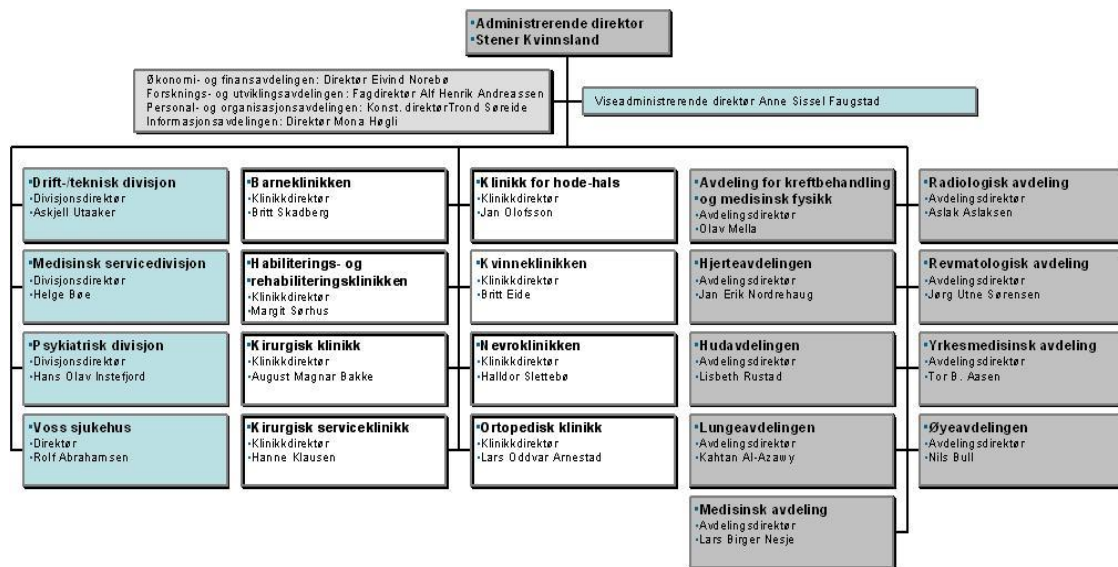 Administrerende direktør
Stener Kvinnsland
Økonomi- og finansavdelingen: Direktør Eivind Norebø
Forsknings- og utviklingsavdelingen: Fagdirektør Alf Henrik Andreassen
Personal- og organisasjonsavdelingen: Konst. direktørTrond Søreide
Informasjonsavdelingen: Direktør Mona Høgli
Viseadministrerende direktør Anne Sissel Faugstad
Drift-/teknisk divisjon
Divisjonsdirektør
Askjell Utaaker
Barneklinikken
Klinikkdirektør
Britt Skadberg
Klinikk for hode-hals
Klinikkdirektør
Jan Olofsson
Avdeling for kreftbehandling
og medisinsk fysikk
Avdelingsdirektør
Olav Mella
Radiologisk avdeling
Avdelingsdirektør
Aslak Aslaksen
Medisinsk servicedivisjon
Divisjonsdirektør
Helge Bøe
Habiliterings- og
rehabiliteringsklinikken
Klinikkdirektør
Margit Sørhus
Kvinneklinikken
Klinikkdirektør
Britt Eide
Hjerteavdelingen
Avdelingsdirektør
Jan Erik Nordrehaug
Revmatologisk avdeling
Avdelingsdirektør
Jørg Utne Sørensen
Psykiatrisk divisjon
Divisjonsdirektør
Hans Olav Instefjord
Kirurgisk klinikk
Klinikkdirektør
August Magnar Bakke
Nevroklinikken
Klinikkdirektør
Halldor Slettebø
Hudavdelingen
Avdelingsdirektør
Lisbeth Rustad
Yrkesmedisinsk avdeling
Avdelingsdirektør
Tor B. Aasen
Voss sjukehus
Direktør
Rolf Abrahamsen
Kirurgisk serviceklinikk
Klinikkdirektør
Hanne Klausen
Ortopedisk klinikk
Klinikkdirektør
Lars Oddvar Arnestad
Lungeavdelingen
Avdelingsdirektør
Kahtan Al-Azawy
Øyeavdelingen
Avdelingsdirektør
Nils Bull
Medisinsk avdeling
Avdelingsdirektør
Lars Birger Nesje